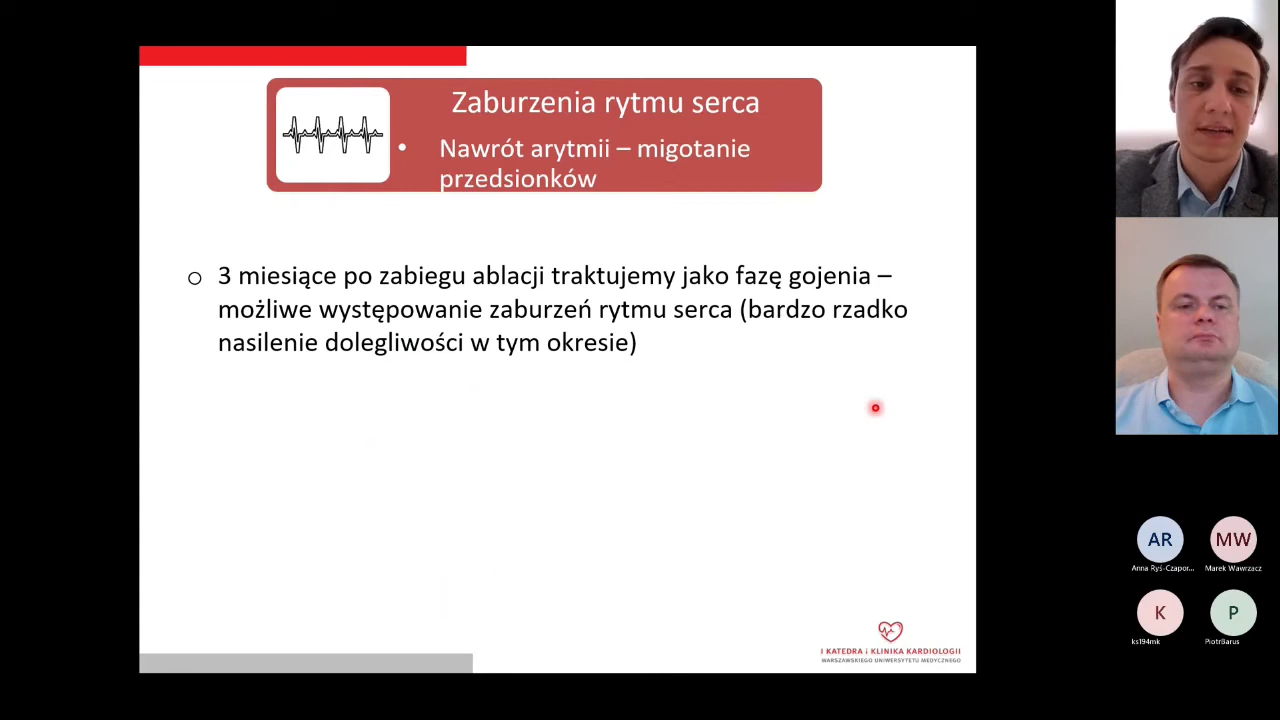 Zaburzenia rytmu serca
• Nawrót arytmii – migotanie
przedsionków
o 3 miesiące po zabiegu ablacji traktujemy jako fazę gojenia –
możliwe występowanie zaburzeń rytmu serca (bardzo rzadko
nasilenie dolegliwości w tym okresie)
I KATEDRA i KLINIKA KARDIOLOGII
WARSZAWSKIEGO UNIWERSYTETU MEDYCZNEGO
AR
MW
Anna Ryś-Czapor...
Marek Wawrzacz
K
P
ks194mk
PiotrBarus